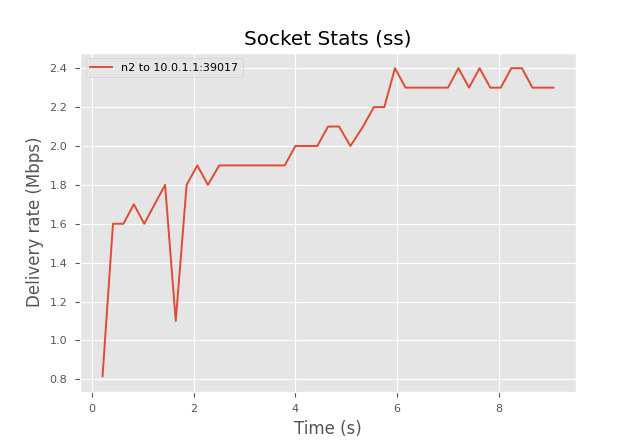 Socket Stats (ss)
n2 to 10.0.1.1:39017
Delivery rate (Mbps)
2.4
2.2
2.0
1.8
1.6
1.4
1.2
1.0
0.8
0 2 4 6 8
Time (s)